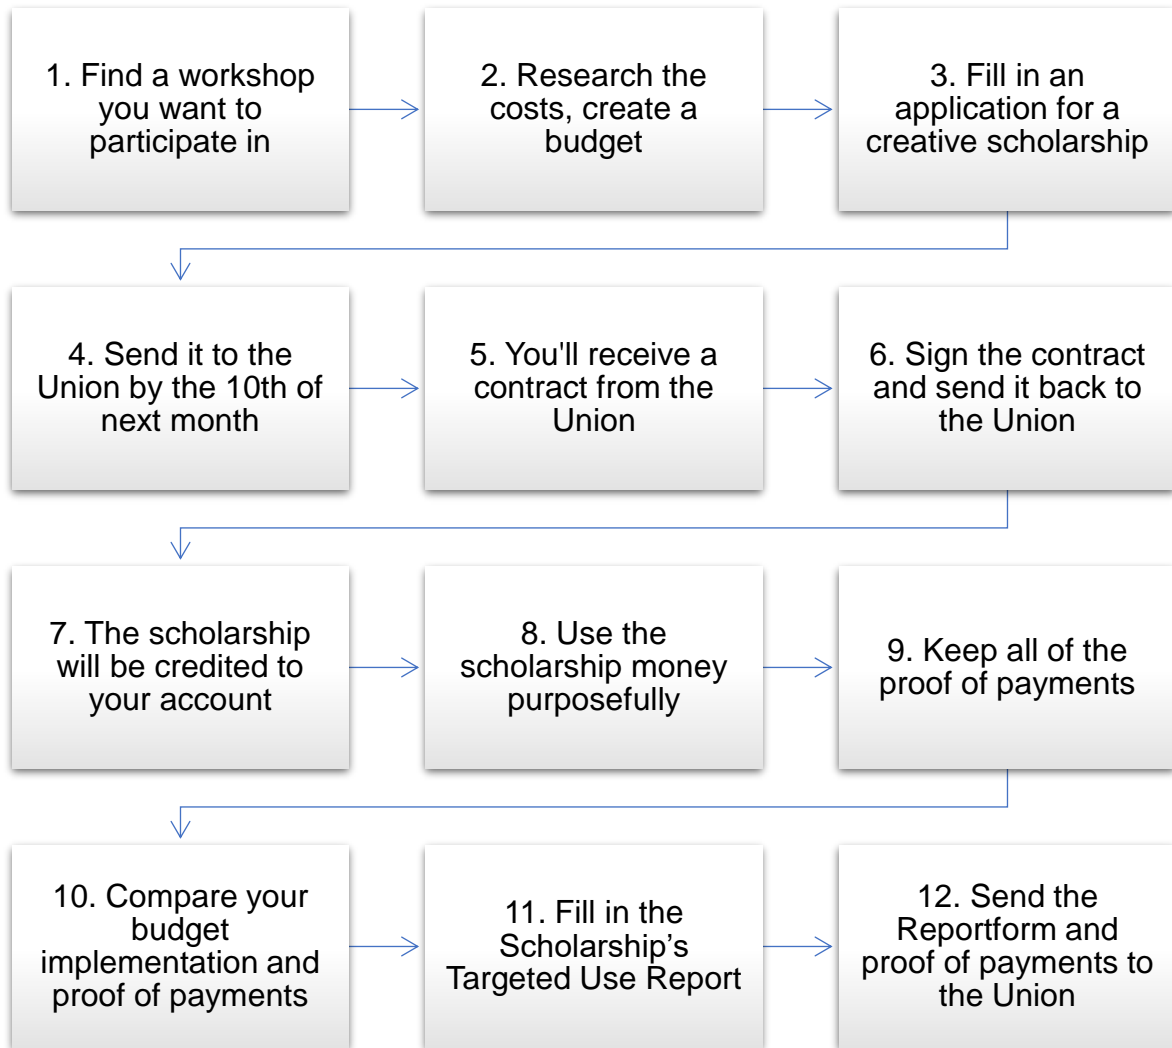 1. Find a workshop
you want to
participate in
2. Research the
costs, create a
budget
3. Fill in an
application for a
creative scholarship
4. Send it to the
Union by the 10th of
next month
5. You'll receive a
contract from the
Union
6. Sign the contract
and send it back to
the Union
7. The scholarship
will be credited to
your account
8. Use the
scholarship money
purposefully
9. Keep all of the
proof of payments
10. Compare your
budget
implementation and
proof of payments
11. Fill in the
Scholarship’s
Targeted Use Report
12. Send the
Reportform and
proof of payments to
the Union